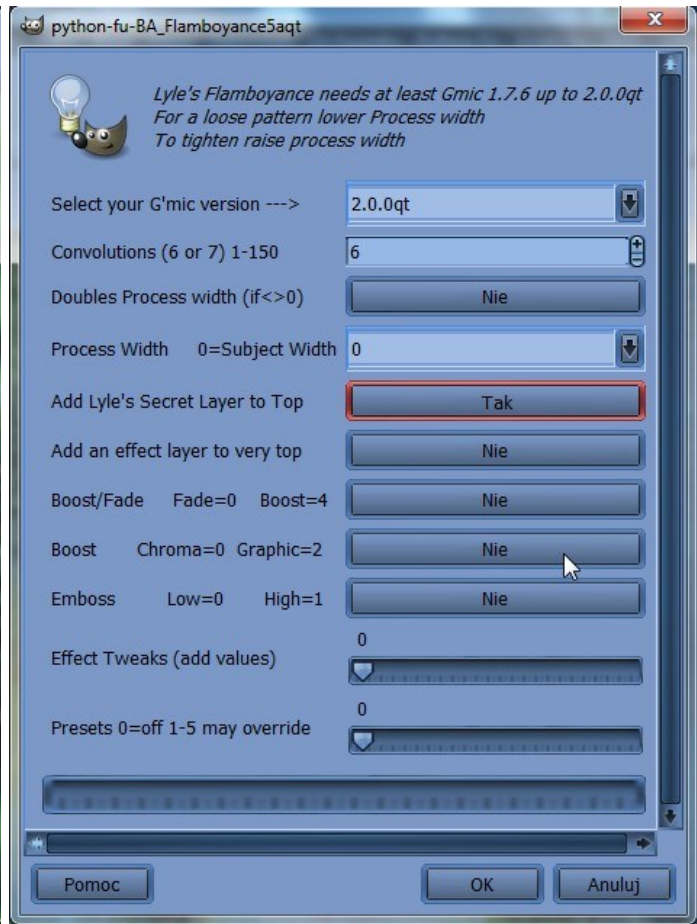 python-fu-BA_Flamboyance5aqt
Lyle's Flamboyance needs at least Gmic 1.7.6 up to 2.0.0qt
For a loose pattern lower Process width
To tighten raise process width
Select your G'mic version ---> 2.0.0qt
Convolutions (6 or 7) 1-150 6
Doubles Process width (if<>0) Nie
Process Width 0=Subject Width 0
Add Lyle's Secret Layer to Top Tak
Add an effect layer to very top Nie
Boost/Fade Fade=0 Boost=4 Nie
Boost Chroma=0 Graphic=2 Nie
Emboss Low=0 High=1 Nie
0
Effect Tweaks (add values)
0
Presets 0=off 1-5 may override
Pomoc OK Anuluj